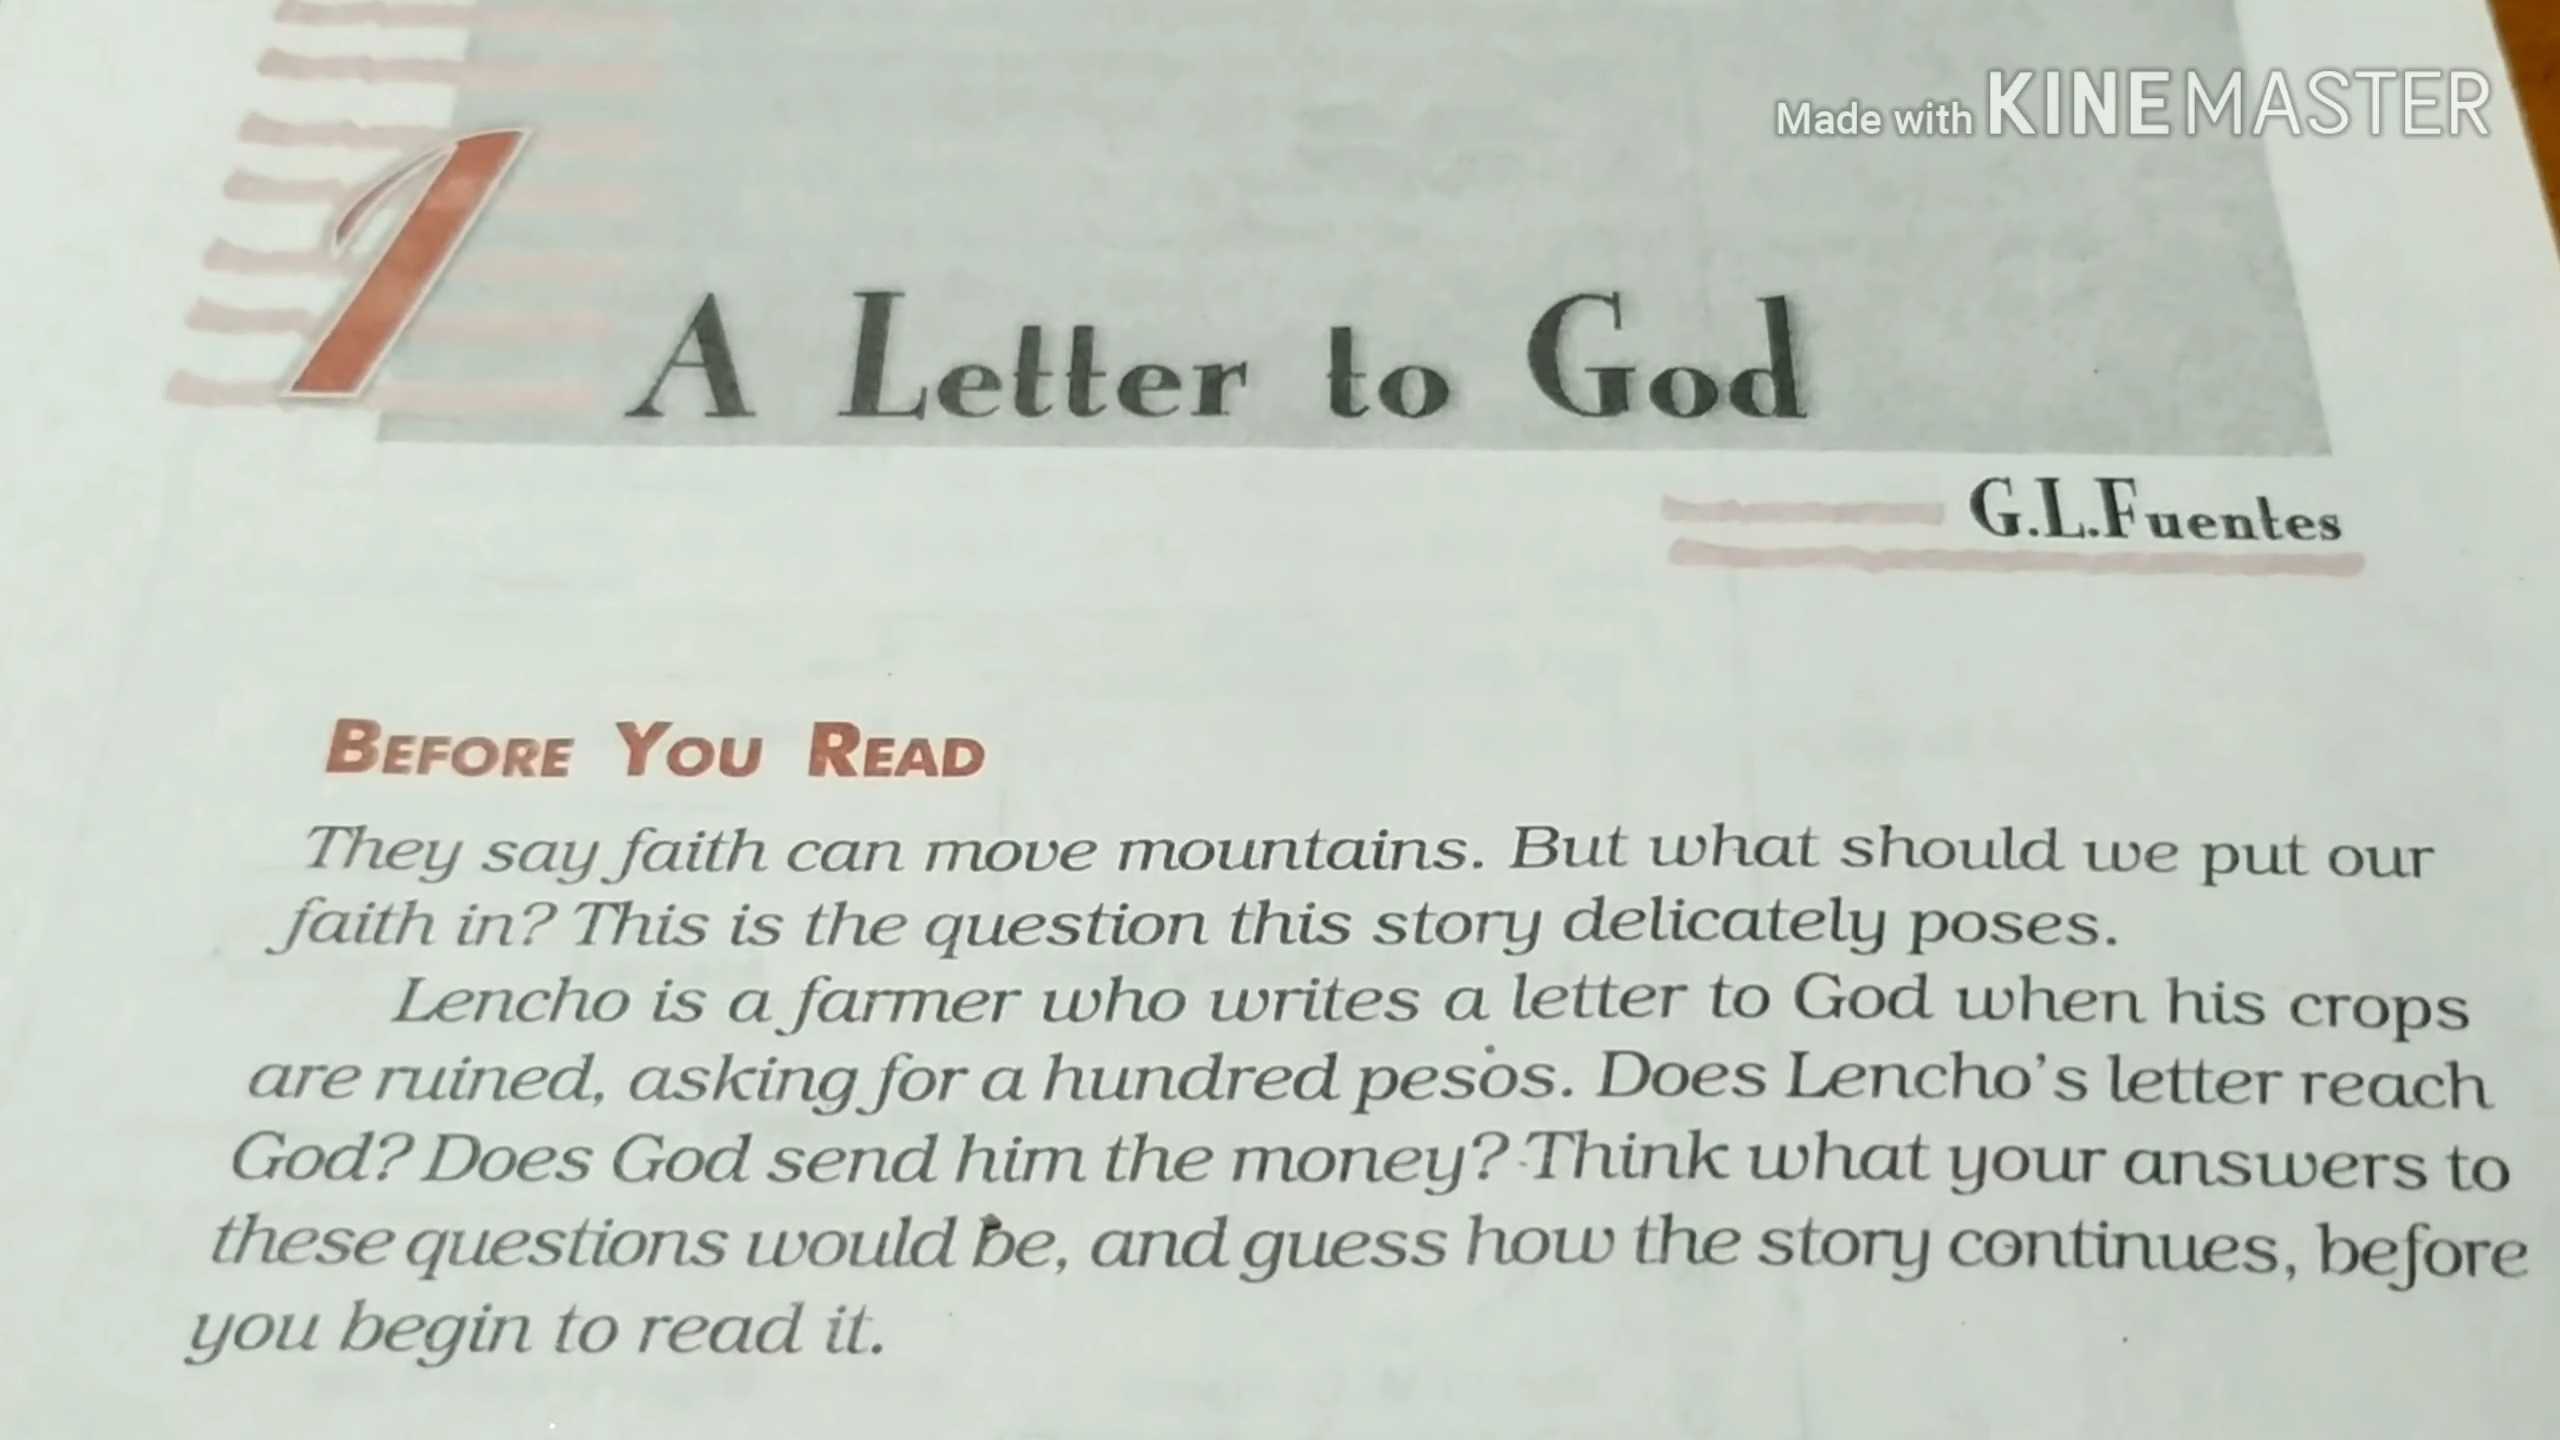 Made with KINEMASTER
1
A Letter to God
G.L.Fuentes
BEFORE YOU READ
They say faith can move mountains. But what should we put our
faith in? This is the question this story delicately poses.
Lencho is a farmer who writes a letter to God when his crops
are ruined, asking for a hundred pesos. Does Lencho's letter reach
God? Does God send him the money? Think what your answers to
these questions would be, and guess how the story continues, before
you begin to read it.